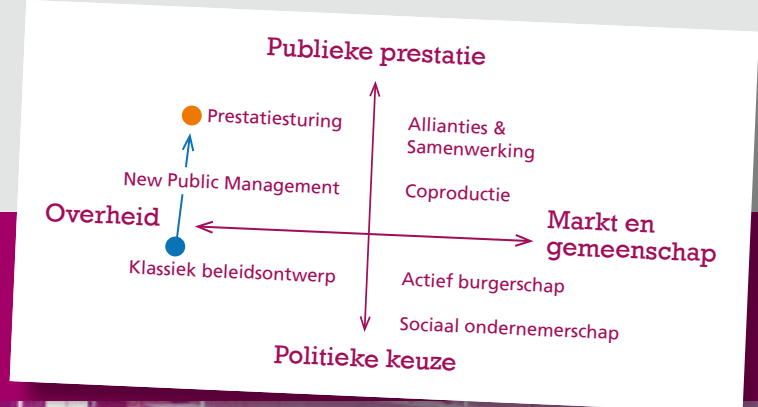 Publieke prestatie
Prestatiesturing
Allianties &
Samenwerking
New Public Management
Coproductie
Overheid
Markt en
gemeenschap
Klassiek beleidsontwerp
Actief burgerschap
Sociaal ondernemerschap
Politieke keuze